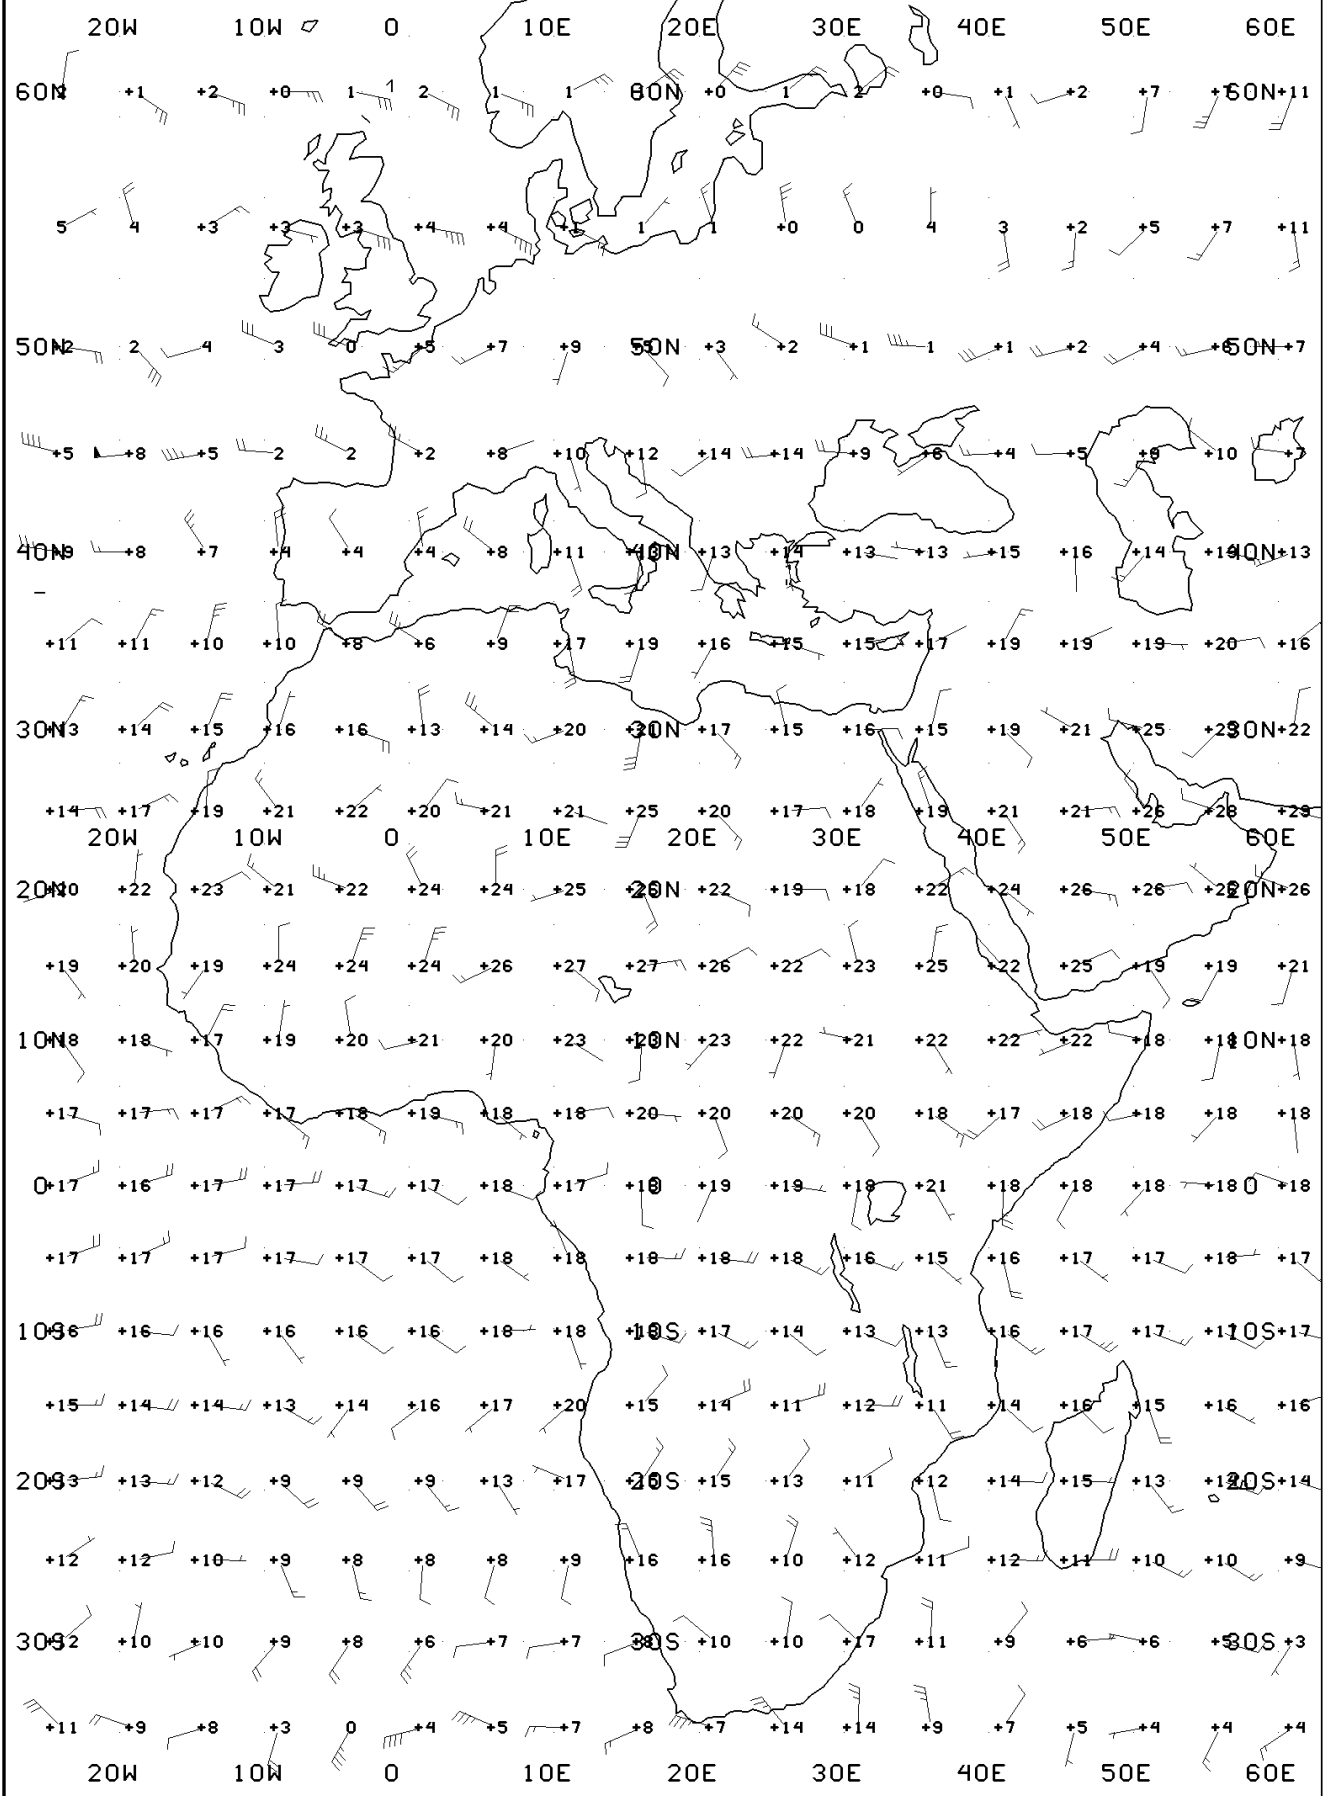 20W 10W 0 10E 20E 30E 40E 50E 60E
60N +1 +2 +0 1 1 2 1 1 +0 1 2 +0 +1 +2 +7 60N +11
5 4 +3 +3 +3 +4 +4 +1 1 1 +0 0 4 3 +2 +5 +7 +11
50N 2 4 3 0 +5 +7 +9 50N +3 +2 +1 1 +1 +2 +4 50N +7
+5 +8 +5 2 2 +2 +8 +10 +12 +14 +14 +9 +6 +4 +5 +9 +10 +7
40N +8 +7 +4 +4 +4 +8 +11 40N +13 +14 +13 +13 +15 +16 +14 40N +13
+11 +11 +10 +10 +8 +6 +9 +17 +19 +16 +15 +15 +17 +19 +19 +19 +20 +16
30N +14 +15 +16 +16 +13 +14 +20 30N +17 +15 +16 +15 +19 +21 +25 30N +22
+14 +17 +19 +21 +22 +20 +21 +21 +25 +20 +17 +18 +19 +21 +21 +26 +28 +29
20W 10W 0 10E 20E 30E 40E 50E 60E
20N +22 +23 +21 +22 +24 +24 +25 20N +22 +19 +18 +22 +24 +26 +26 20N +26
+19 +20 +19 +24 +24 +24 +26 +27 +27 +26 +22 +23 +25 +22 +25 +19 +19 +21
10N +18 +17 +19 +20 +21 +20 +23 10N +23 +22 +21 +22 +22 +22 +18 10N +18
+17 +17 +17 +17 +18 +19 +18 +18 +20 +20 +20 +20 +18 +17 +18 +18 +18 +18
0 +17 +16 +17 +17 +17 +17 +18 +17 0 +19 +19 +18 +21 +18 +18 +18 +18 0 +18
+17 +17 +17 +17 +17 +17 +18 +18 +18 +18 +18 +16 +15 +16 +17 +17 +18 +17
10S +16 +16 +16 +16 +16 +18 +18 10S +17 +14 +13 +13 +16 +17 +17 10S +17
+15 +14 +14 +13 +14 +16 +17 +20 +15 +14 +11 +12 +11 +14 +16 +15 +16 +16
20S +13 +12 +9 +9 +9 +13 +17 20S +15 +13 +11 +12 +14 +15 +13 20S +14
+12 +12 +10 +9 +8 +8 +8 +9 +16 +16 +10 +12 +11 +12 +11 +10 +10 +9
30S +10 +10 +9 +8 +6 +7 +7 30S +10 +10 +17 +11 +9 +6 +6 30S +3
+11 +9 +8 +3 0 +4 +5 +7 +8 +7 +14 +14 +9 +7 +5 +4 +4 +4
20W 10W 0 10E 20E 30E 40E 50E 60E